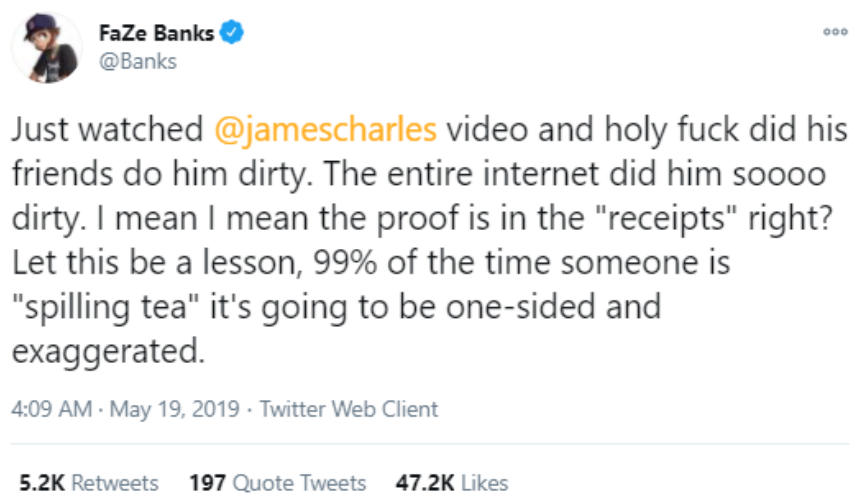 FaZe Banks
@Banks
Just watched @jamescharles video and holy fuck did his
friends do him dirty. The entire internet did him soooo
dirty. I mean I mean the proof is in the "receipts" right?
Let this be a lesson, 99% of the time someone is
"spilling tea" it's going to be one-sided and
exaggerated.
4:09 AM · May 19, 2019 · Twitter Web Client
5.2K Retweets 197 Quote Tweets 47.2K Likes